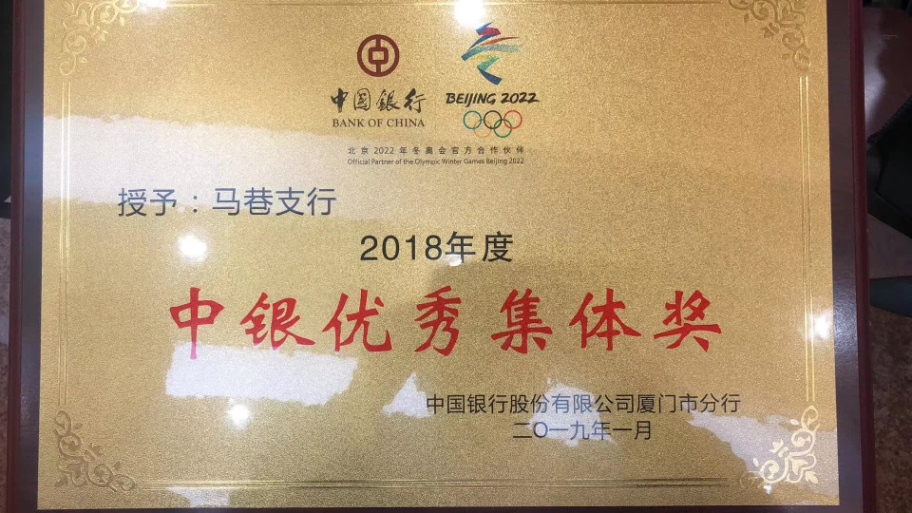 中国银行
BANK OF CHINA
BEIJING 2022
北京2022年冬奥会官方合作伙伴
Official Partner of the Olympic Winter Games Beijing 2022
授予：马巷支行
2018年度
中银优秀集体奖
中国银行股份有限公司厦门市分行
二〇一九年一月